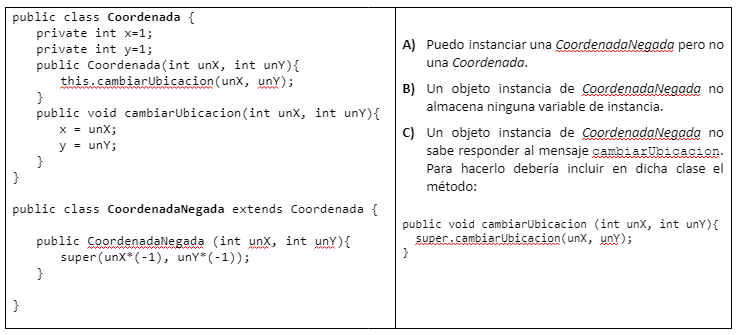 public class Coordenada {
private int x=1;
private int y=1;
public Coordenada(int unX, int unY){
this.cambiarUbicacion(unX, unY);
}
public void cambiarUbicacion(int unX, int unY){
x = unX;
y = unY;
}
}
public class CoordenadaNegada extends Coordenada {
public CoordenadaNegada (int unX, int unY){
super(unX*(-1), unY*(-1));
}
}
A) Puedo instanciar una CoordenadaNegada pero no
una Coordenada.
B) Un objeto instancia de CoordenadaNegada no
almacena ninguna variable de instancia.
C) Un objeto instancia de CoordenadaNegada no
sabe responder al mensaje cambiarUbicacion.
Para hacerlo debería incluir en dicha clase el
método:
public void cambiarUbicacion (int unX, int unY){
super.cambiarUbicacion(unX, unY);
}